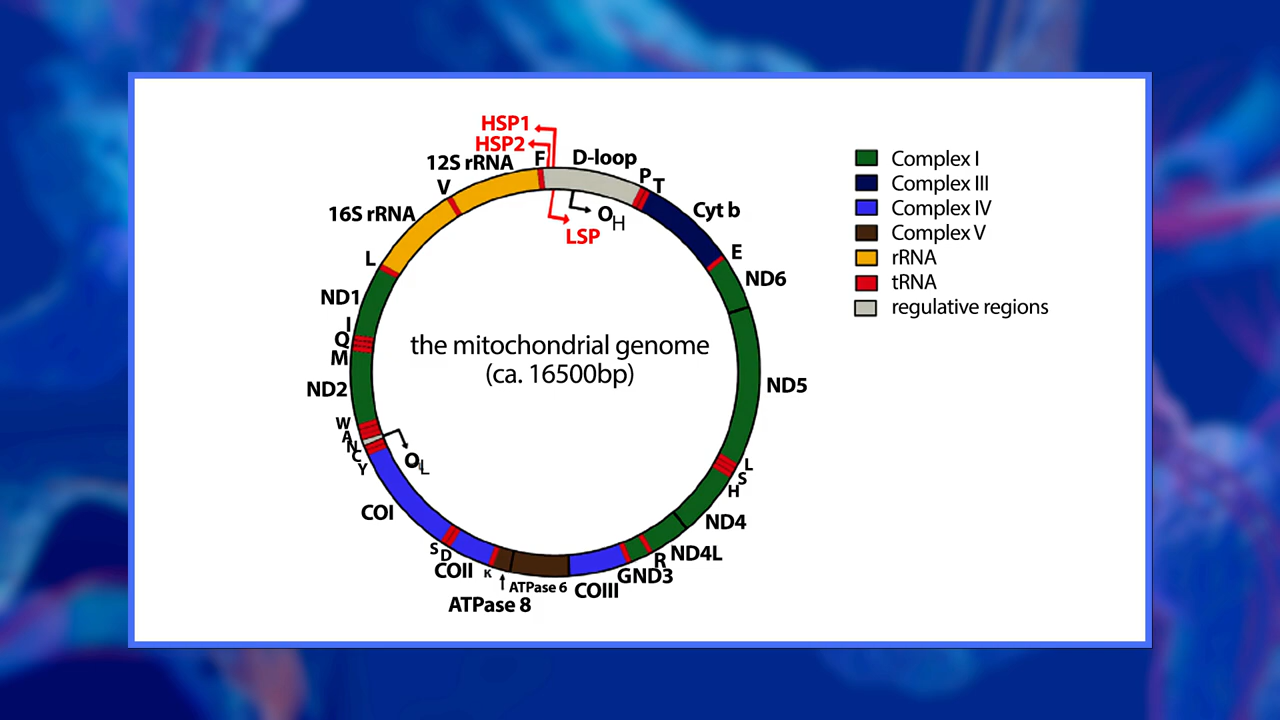 HSP1
HSP2
F
D-loop
12S rRNA
P
T
V
16S rRNA
OH
LSP
Cyt b
L
E
ND6
ND1
I
Q
M
ND2
the mitochondrial genome
(ca. 16500bp)
ND5
W
A
N
C
Y
OL
L
S
H
COI
ND4
S
D
ND4L
R
COII
K
GND3
ATPase 6
COIII
ATPase 8
Complex I
Complex III
Complex IV
Complex V
rRNA
tRNA
regulative regions